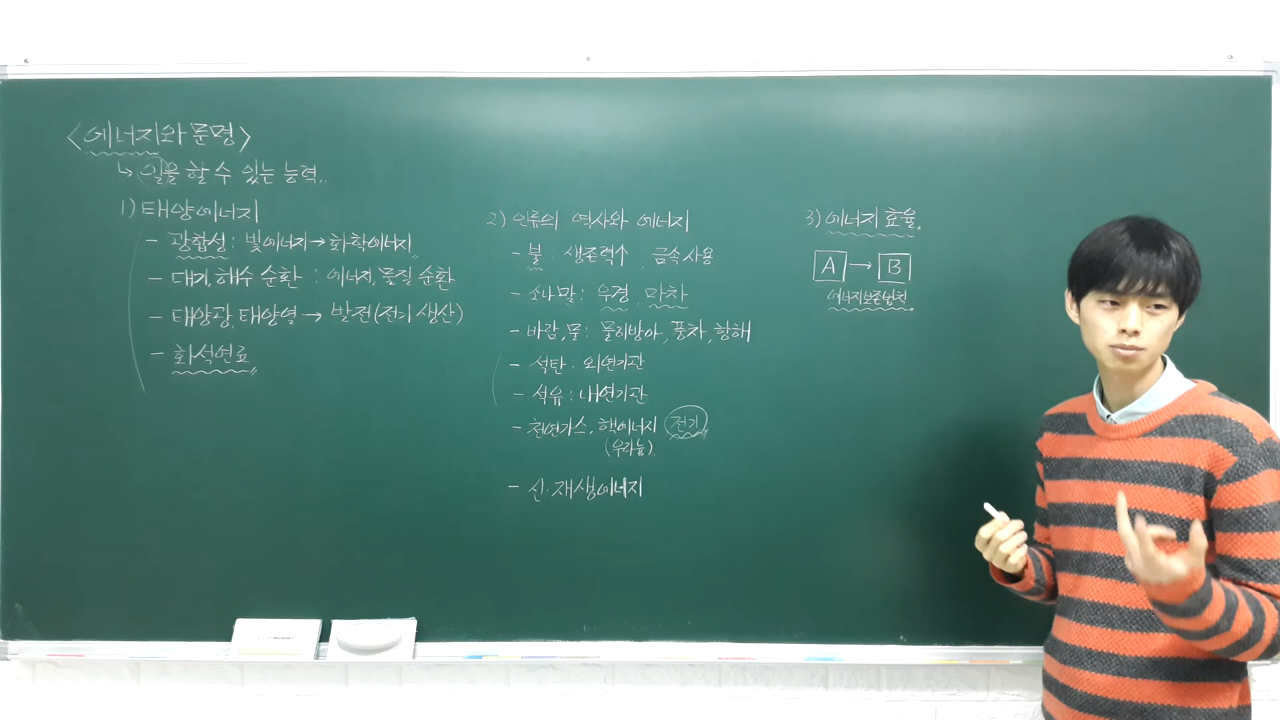 <에너지와 문명>
↳ 일을 할 수 있는 능력..
1) 태양에너지
- 광합성 : 빛에너지 → 화학에너지
- 대기, 해수 순환 : 에너지, 물질 순환
- 태양광, 태양열 → 발전(전기 생산)
- 화석연료
2) 인류의 역사와 에너지
- 불 : 생존력↑, 금속 사용
- 소나 말 : 우경, 마차
- 바람, 물 : 물레방아, 풍차, 항해
- 석탄 : 외연기관
- 석유 : 내연기관
- 천연가스, 핵에너지 전기
(우라늄).
- 신·재생에너지
3) 에너지 효율.
A → B
에너지보존법칙